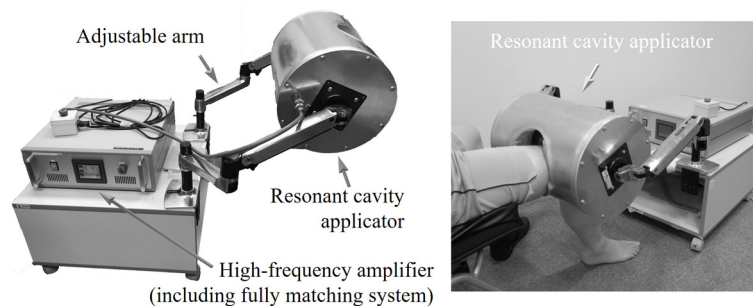 Adjustable arm
Resonant cavity
applicator
High-frequency amplifier
(including fully matching system)
Resonant cavity applicator